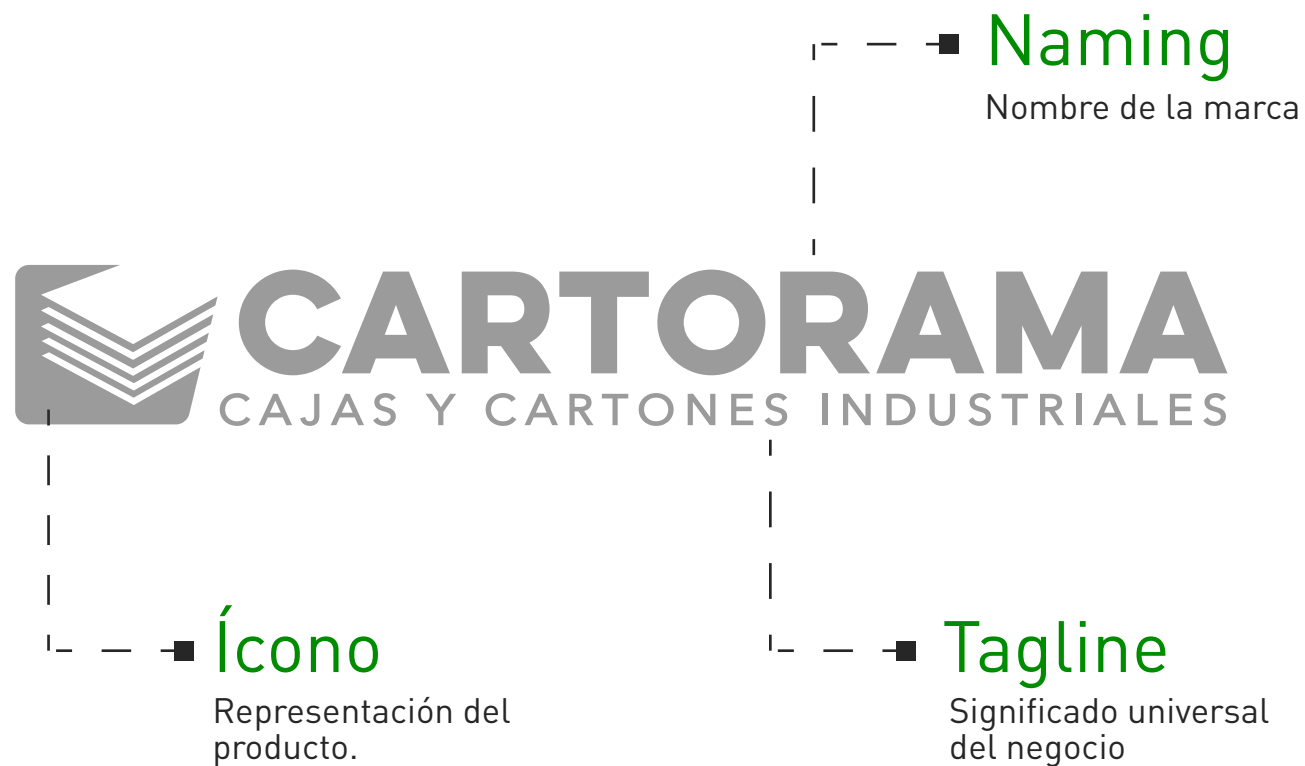 Naming
Nombre de la marca
CARTORAMA
CAJAS Y CARTONES INDUSTRIALES
Ícono
Representación del
producto.
Tagline
Significado universal
del negocio